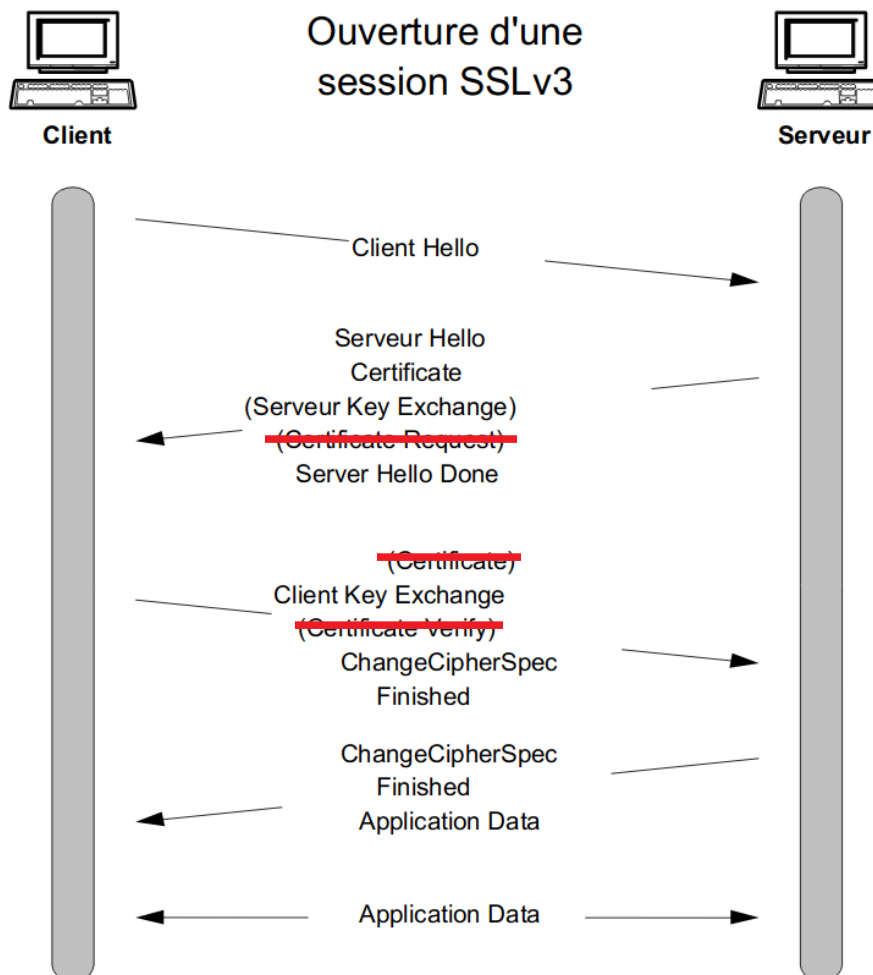 Ouverture d'une
session SSLv3
Client
Serveur
Client Hello
Serveur Hello
Certificate
(Serveur Key Exchange)
(Certificate Request)
Server Hello Done
(Certificate)
Client Key Exchange
(Certificate Verify)
ChangeCipherSpec
Finished
ChangeCipherSpec
Finished
Application Data
Application Data